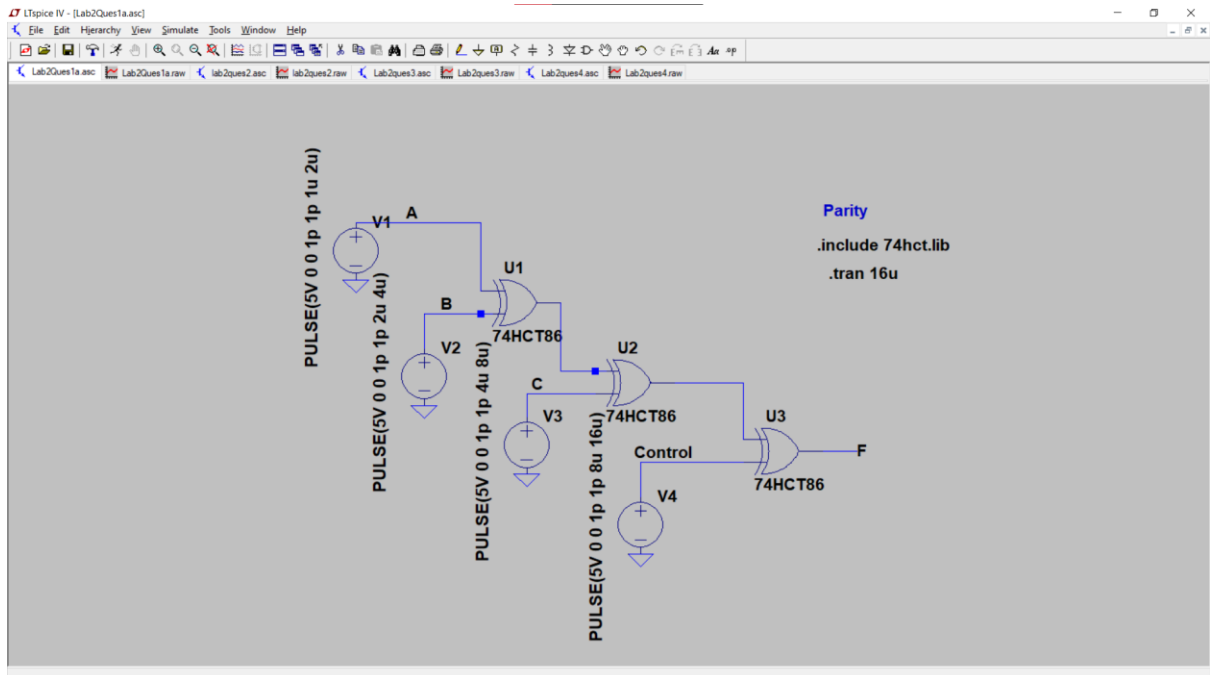 LTspice IV - [Lab2Ques1a.asc]
File Edit Hierarchy View Simulate Tools Window Help
Lab2Ques1a.asc Lab2Ques1a.raw lab2ques2.asc lab2ques2.raw Lab2ques3.asc Lab2ques3.raw Lab2ques4.asc Lab2ques4.raw
PULSE(5V 0 0 1p 1p 1u 2u)
V1
A
Parity
.include 74hct.lib
.tran 16u
U1
74HCT86
PULSE(5V 0 0 1p 1p 2u 4u)
B
V2
U2
74HCT86
PULSE(5V 0 0 1p 1p 4u 8u)
C
V3
U3
74HCT86
F
PULSE(5V 0 0 1p 1p 8u 16u)
Control
V4